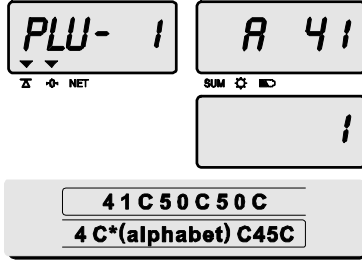 PLU- 1 A 41
NET SUM
1
41C50C50C
4 C*(alphabet) C45C